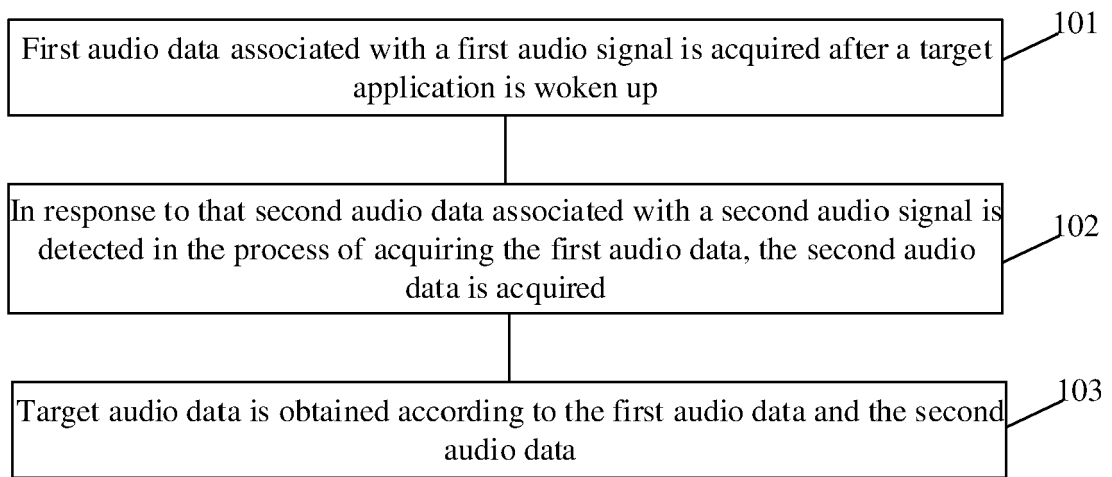 101
First audio data associated with a first audio signal is acquired after a target
application is woken up
In response to that second audio data associated with a second audio signal is
detected in the process of acquiring the first audio data, the second audio
data is acquired
102
Target audio data is obtained according to the first audio data and the second
audio data
103